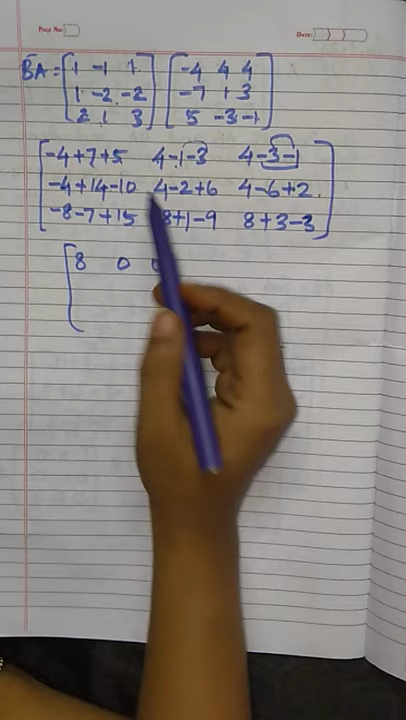 Page No: Date:
BA = [1 -1 1 [-4 4 4
1 -2 -2] -7 +3
2 1 3] 5 -3 -1]
[-4+7+5 4-1-3 4-3-1
-4+14-10 4-2+6 4-6+2
-8-7+15 8+1-9 8+3-3]
[8 0 0